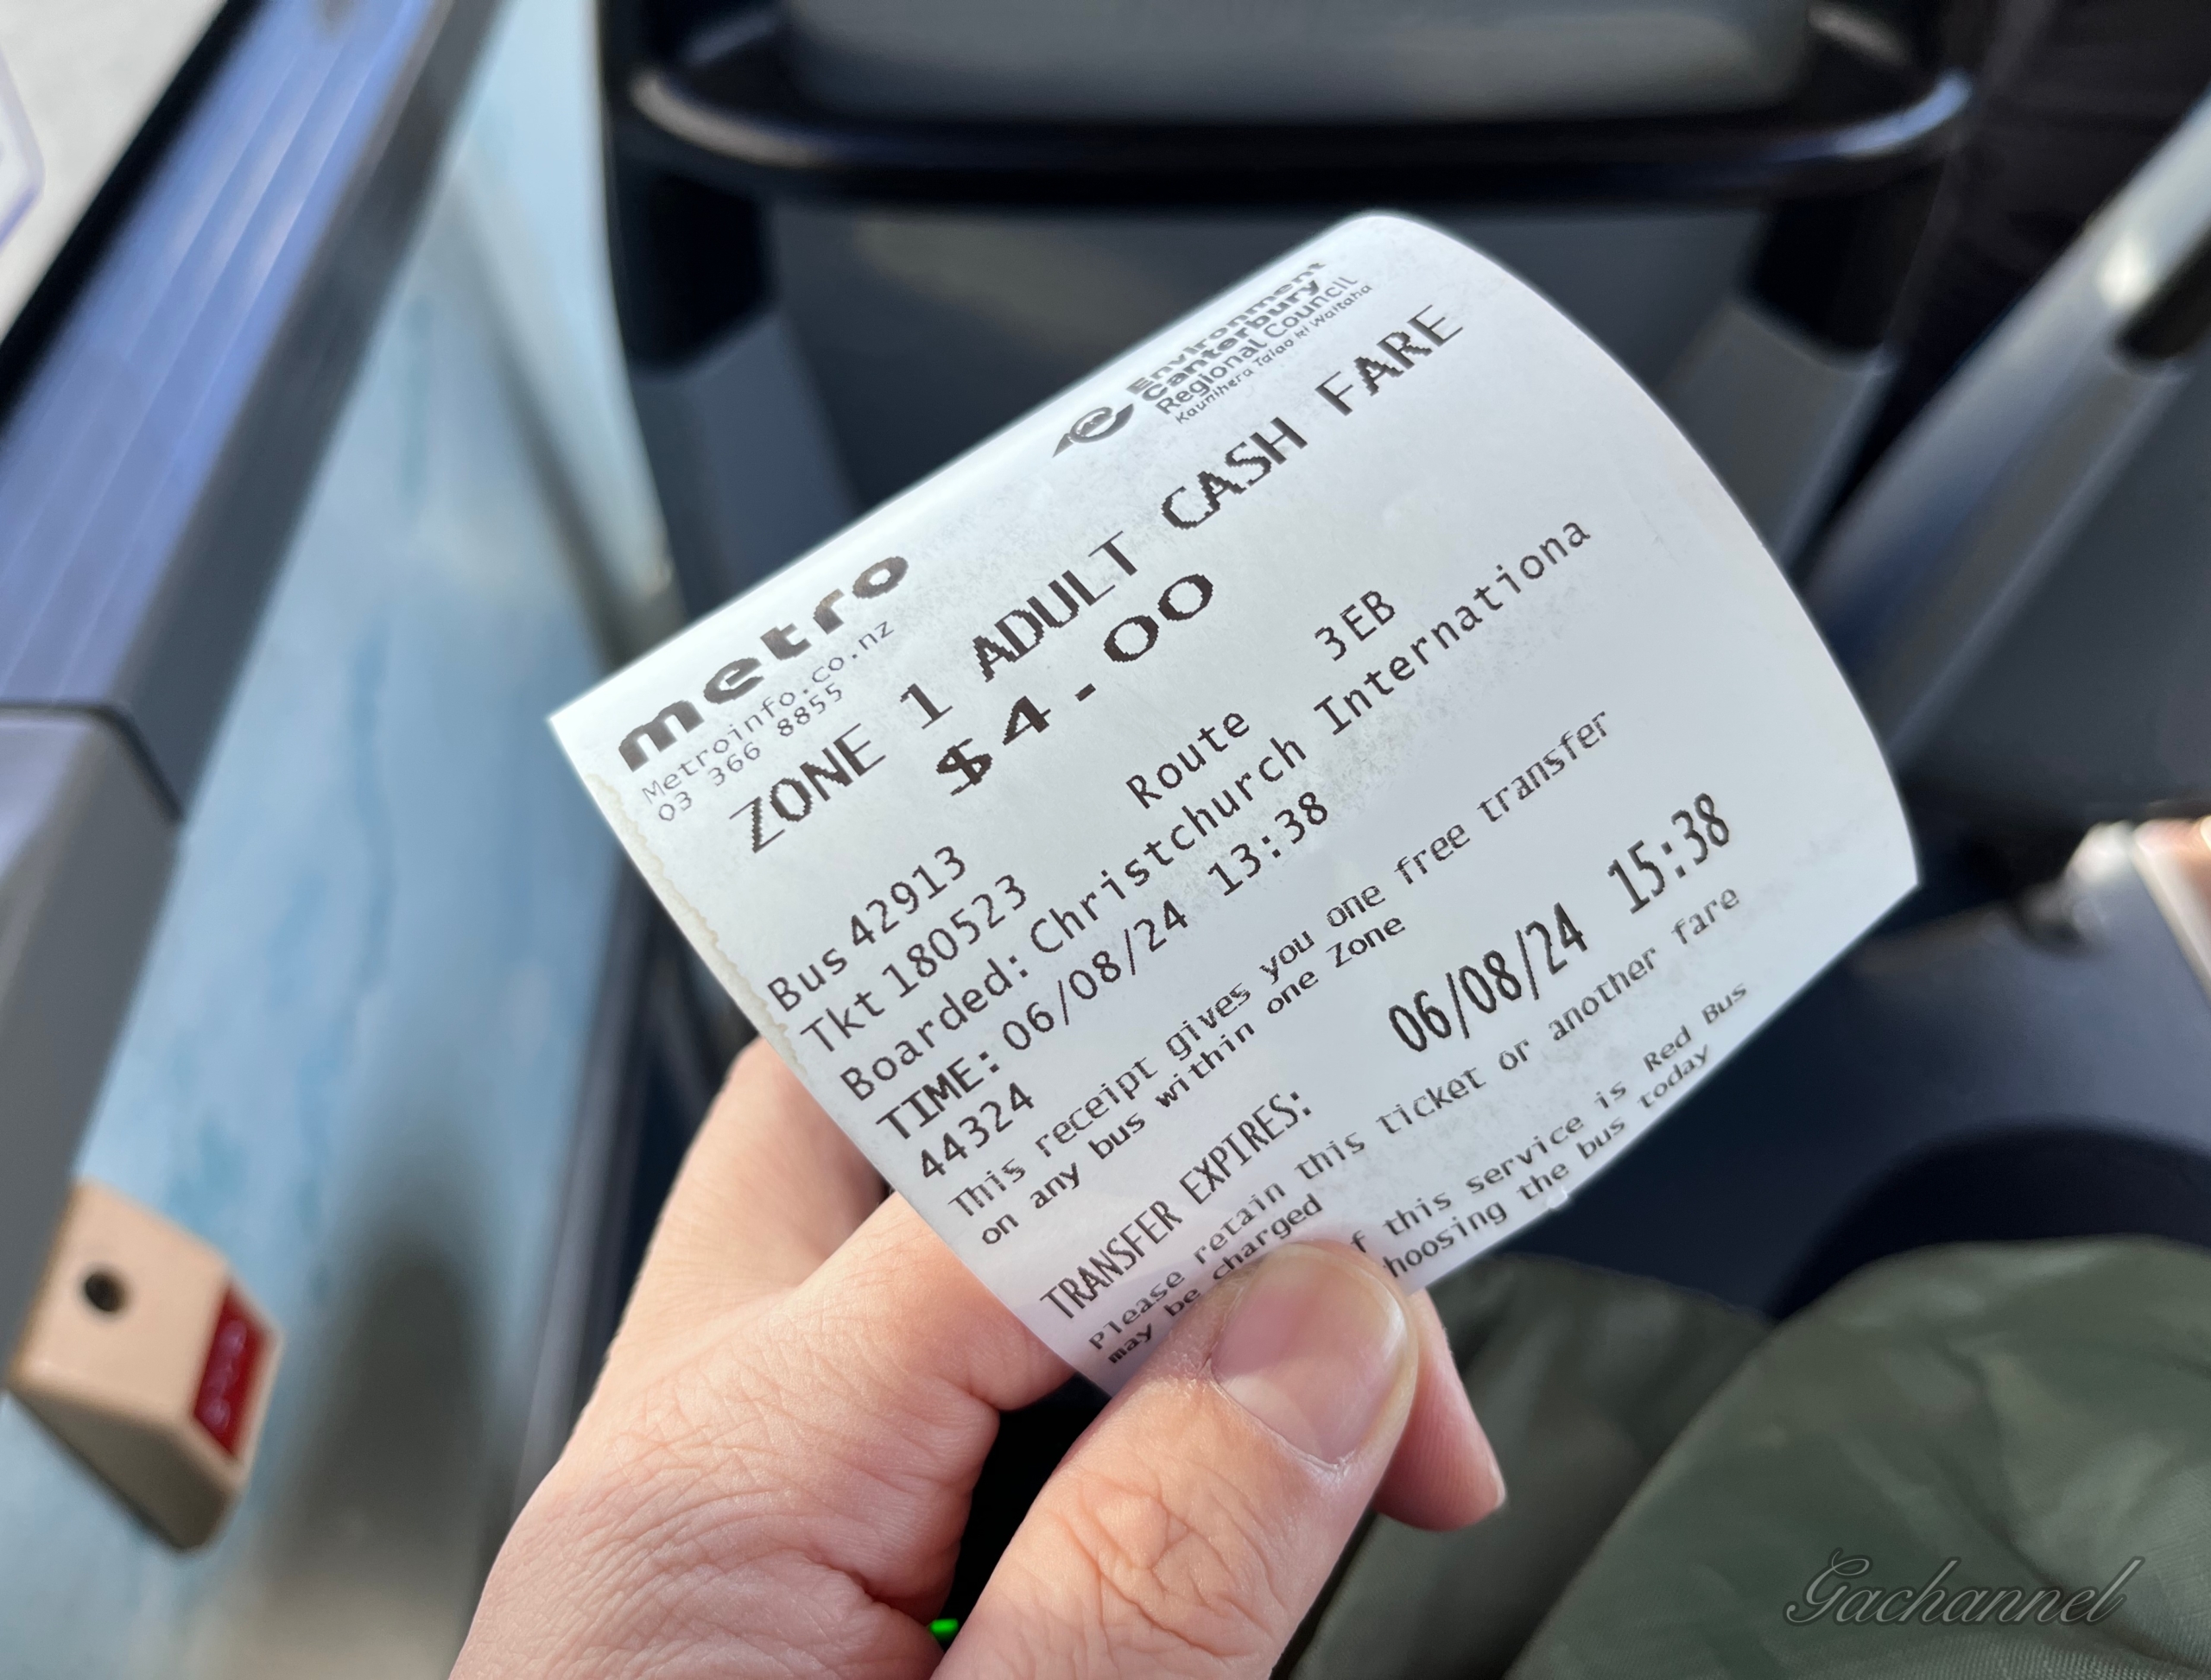 metro
Metroinfo.co.nz
03 366 8855
Environment
Canterbury
Regional Council
Kaunihera Taiao ki Waitaha
ZONE 1 ADULT CASH FARE
$4-00
Bus 42913 Route 3EB
Tkt 180523
Boarded: Christchurch Internationa
TIME: 06/08/24 13:38
44324
This receipt gives you one free transfer
on any bus within one Zone
TRANSFER EXPIRES: 06/08/24 15:38
Please retain this ticket or another fare
may be charged
f this service is Red Bus
hoosing the bus today
Gachannel